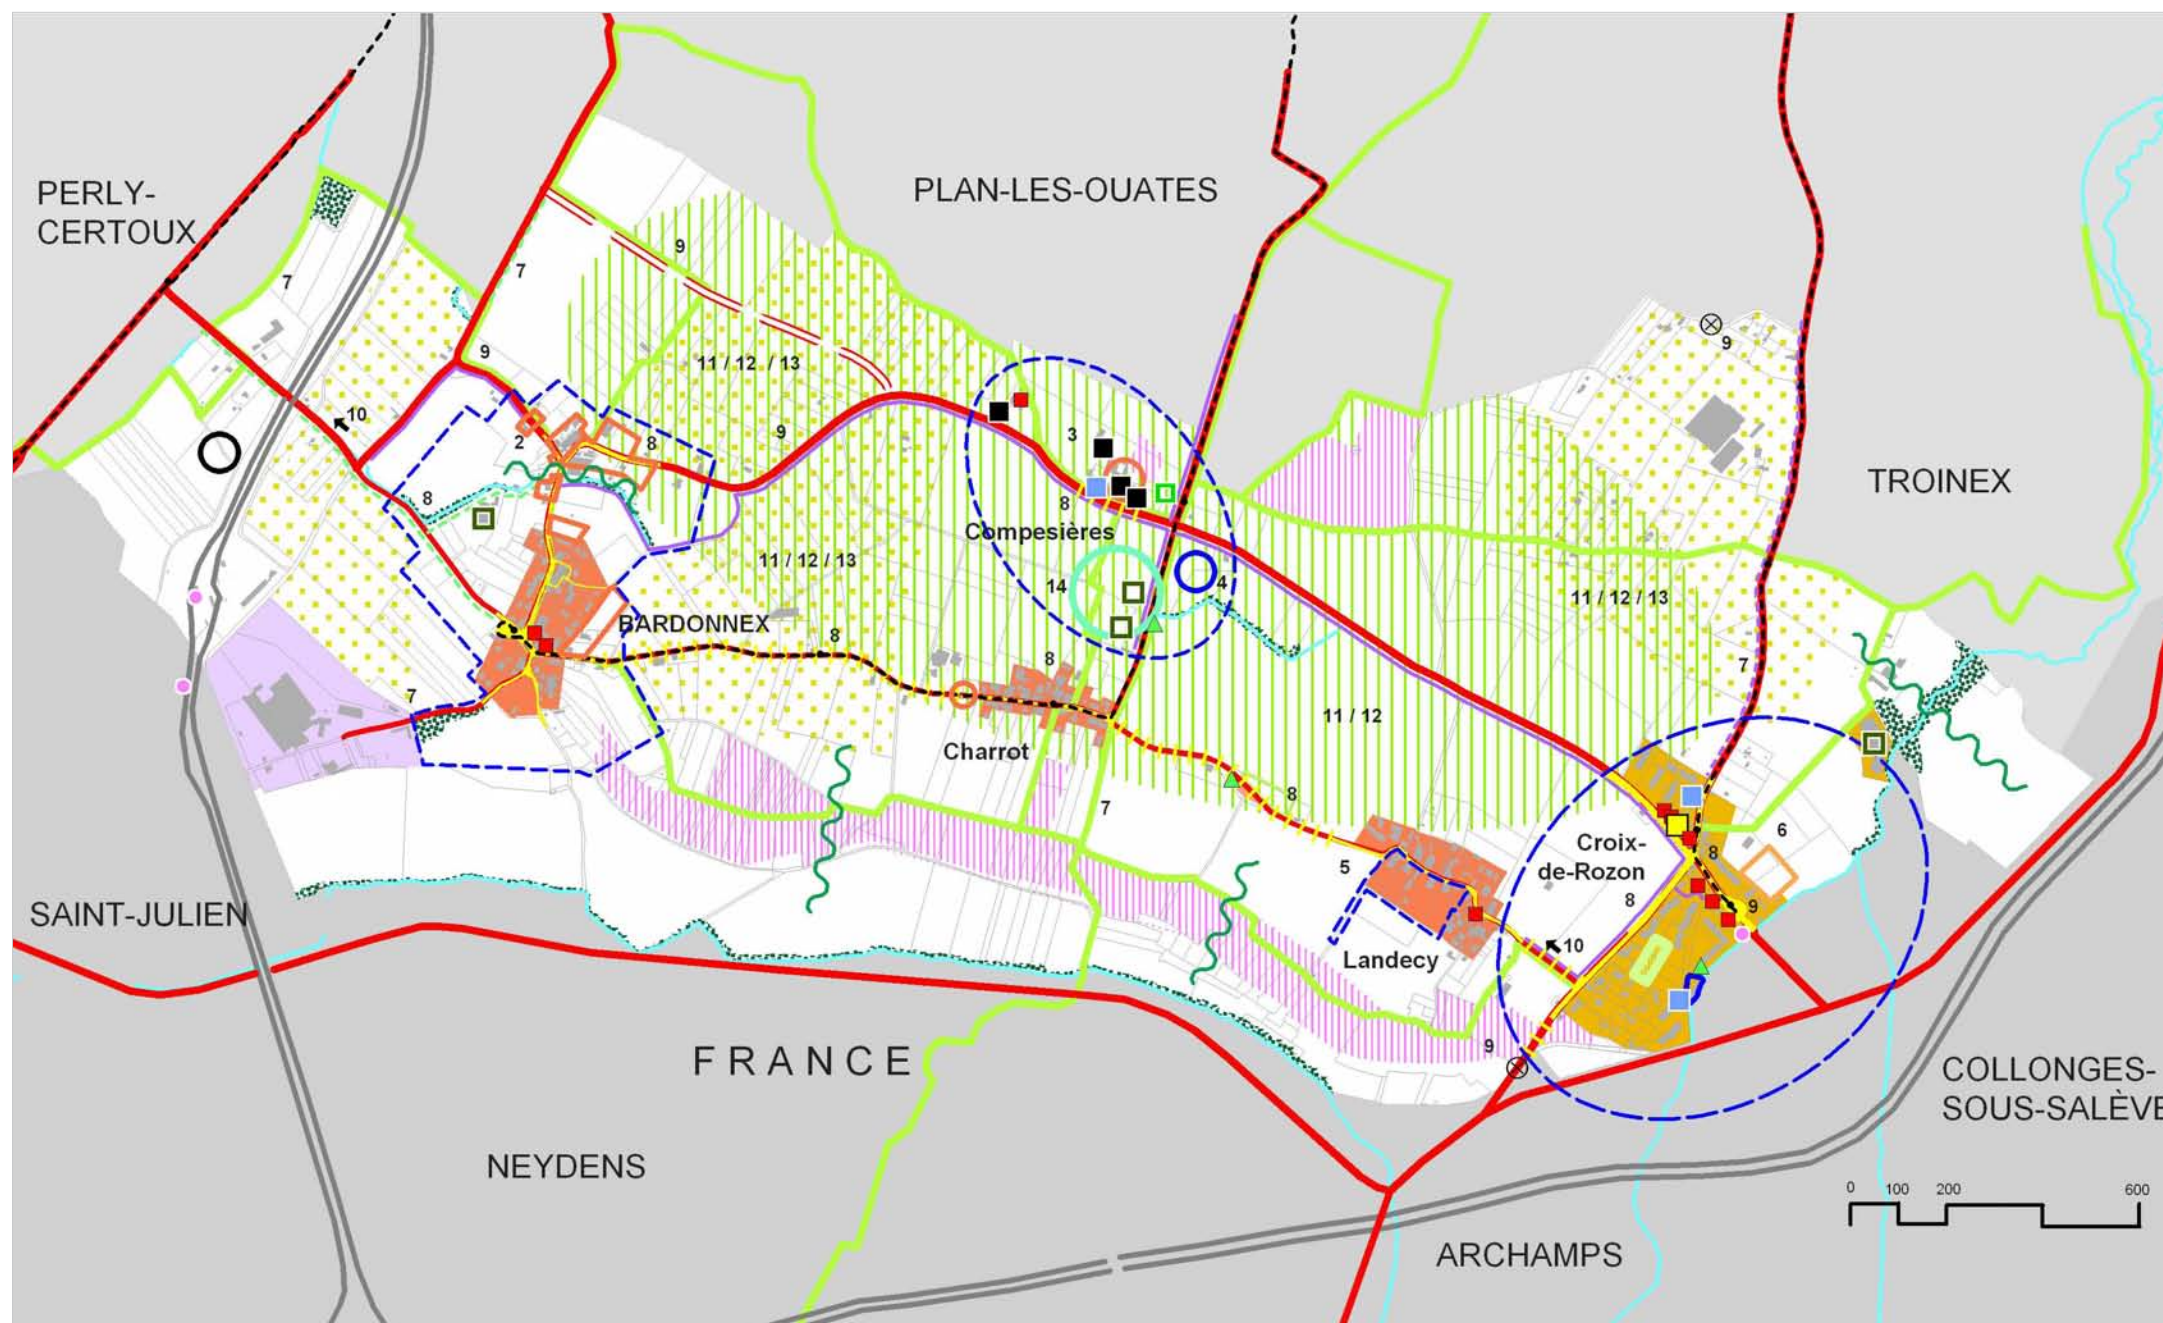 PERLY-
CERTOUX
PLAN-LES-OUATES
7
7
9
9
9
11 / 12 / 13
10
2
8
9
3
TROINEX
8
8
Compesières
11 / 12 / 13
14
4
11 / 12 / 13
BARDONNEX
8
8
7
7
11 / 12
Charrot
8
7
6
Croix-
de-Rozon
8
5
8
9
SAINT-JULIEN
10
Landecy
9
FRANCE
COLLONGES-
SOUS-SALÈVE
NEYDENS
0 100 200 600
ARCHAMPS